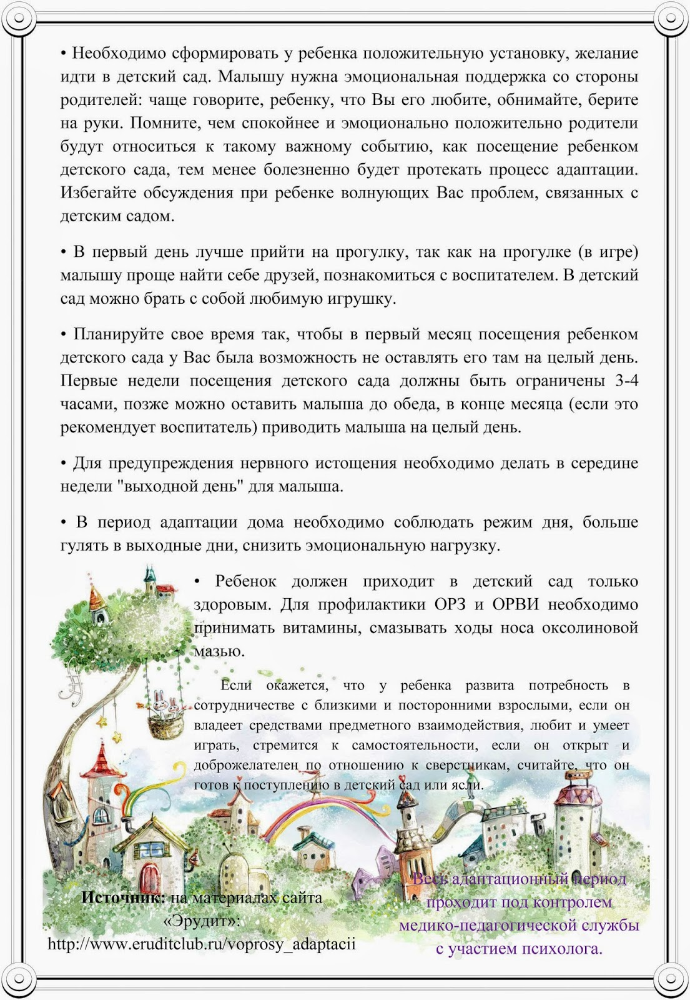 • Необходимо сформировать у ребенка положительную установку, желание
идти в детский сад. Малышу нужна эмоциональная поддержка со стороны
родителей: чаще говорите, ребенку, что Вы его любите, обнимайте, берите
на руки. Помните, чем спокойнее и эмоционально положительно родители
будут относиться к такому важному событию, как посещение ребенком
детского сада, тем менее болезненно будет протекать процесс адаптации.
Избегайте обсуждения при ребенке волнующих Вас проблем, связанных с
детским садом.
• В первый день лучше прийти на прогулку, так как на прогулке (в игре)
малышу проще найти себе друзей, познакомиться с воспитателем. В детский
сад можно брать с собой любимую игрушку.
• Планируйте свое время так, чтобы в первый месяц посещения ребенком
детского сада у Вас была возможность не оставлять его там на целый день.
Первые недели посещения детского сада должны быть ограничены 3-4
часами, позже можно оставить малыша до обеда, в конце месяца (если это
рекомендует воспитатель) приводить малыша на целый день.
• Для предупреждения нервного истощения необходимо делать в середине
недели "выходной день" для малыша.
• В период адаптации дома необходимо соблюдать режим дня, больше
гулять в выходные дни, снизить эмоциональную нагрузку.
• Ребенок должен приходит в детский сад только
здоровым. Для профилактики ОРЗ и ОРВИ необходимо
принимать витамины, смазывать ходы носа оксолиновой
мазью.
Если окажется, что у ребенка развита потребность в
сотрудничестве с близкими и посторонними взрослыми, если он
владеет средствами предметного взаимодействия, любит и умеет
играть, стремится к самостоятельности, если он открыт и
доброжелателен по отношению к сверстникам, считайте, что он
готов к поступлению в детский сад или ясли.
Источник: на материалах сайта
«Эрудит»:
http://www.eruditclub.ru/voprosy_adaptacii
Весь адаптационный период
проходит под контролем
медико-педагогической службы
с участием психолога.